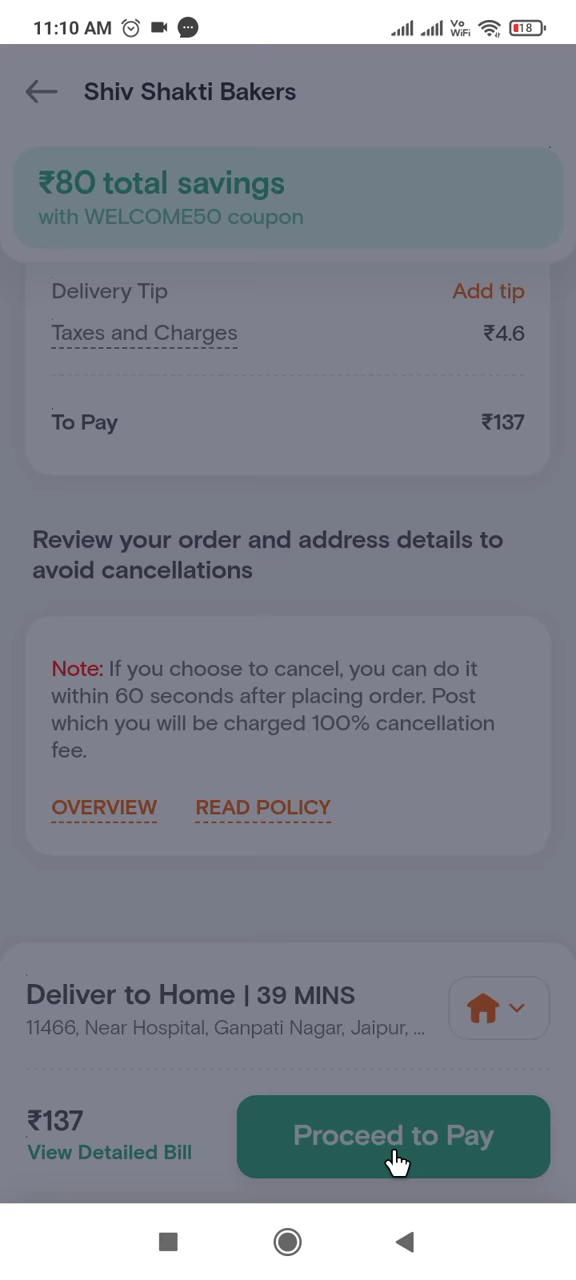 11:10 AM
Vo
WiFi
18
Shiv Shakti Bakers
₹80 total savings
with WELCOME50 coupon
Delivery Tip Add tip
Taxes and Charges ₹4.6
To Pay ₹137
Review your order and address details to
avoid cancellations
Note: If you choose to cancel, you can do it
within 60 seconds after placing order. Post
which you will be charged 100% cancellation
fee.
OVERVIEW READ POLICY
Deliver to Home | 39 MINS
11466, Near Hospital, Ganpati Nagar, Jaipur, ...
₹137
View Detailed Bill
Proceed to Pay